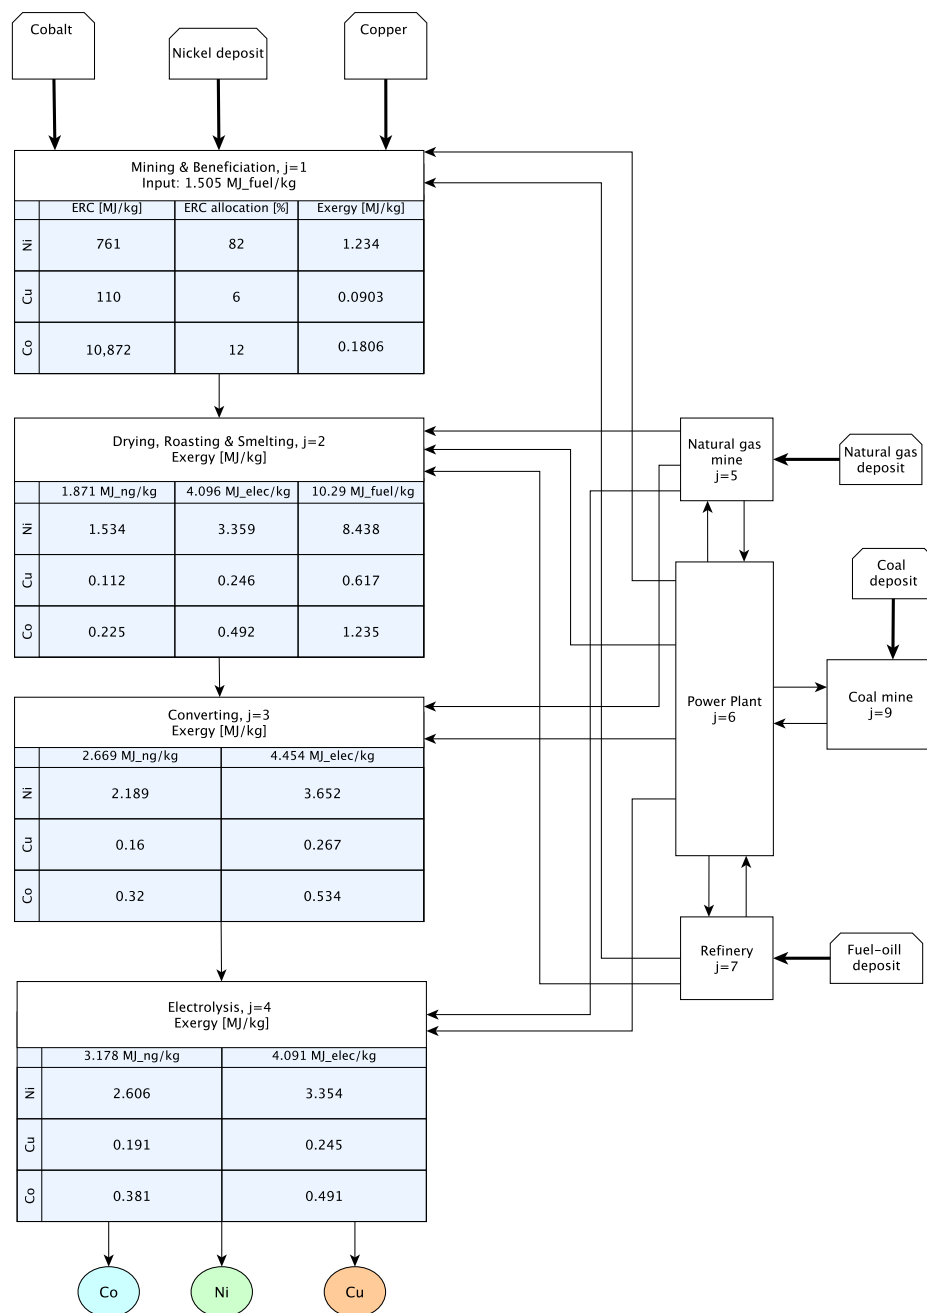 Cobalt
Nickel deposit
Copper
Mining & Beneficiation, j=1
Input: 1.505 MJ_fuel/kg
ERC [MJ/kg] ERC allocation [%] Exergy [MJ/kg]
Ni 761 82 1.234
Cu 110 6 0.0903
Co 10,872 12 0.1806
Drying, Roasting & Smelting, j=2
Exergy [MJ/kg]
1.871 MJ_ng/kg 4.096 MJ_elec/kg 10.29 MJ_fuel/kg
Ni 1.534 3.359 8.438
Cu 0.112 0.246 0.617
Co 0.225 0.492 1.235
Converting, j=3
Exergy [MJ/kg]
2.669 MJ_ng/kg 4.454 MJ_elec/kg
Ni 2.189 3.652
Cu 0.16 0.267
Co 0.32 0.534
Electrolysis, j=4
Exergy [MJ/kg]
3.178 MJ_ng/kg 4.091 MJ_elec/kg
Ni 2.606 3.354
Cu 0.191 0.245
Co 0.381 0.491
Co
Ni
Cu
Natural gas
mine
j=5
Natural gas
deposit
Coal
deposit
Power Plant
j=6
Coal mine
j=9
Refinery
j=7
Fuel-oill
deposit